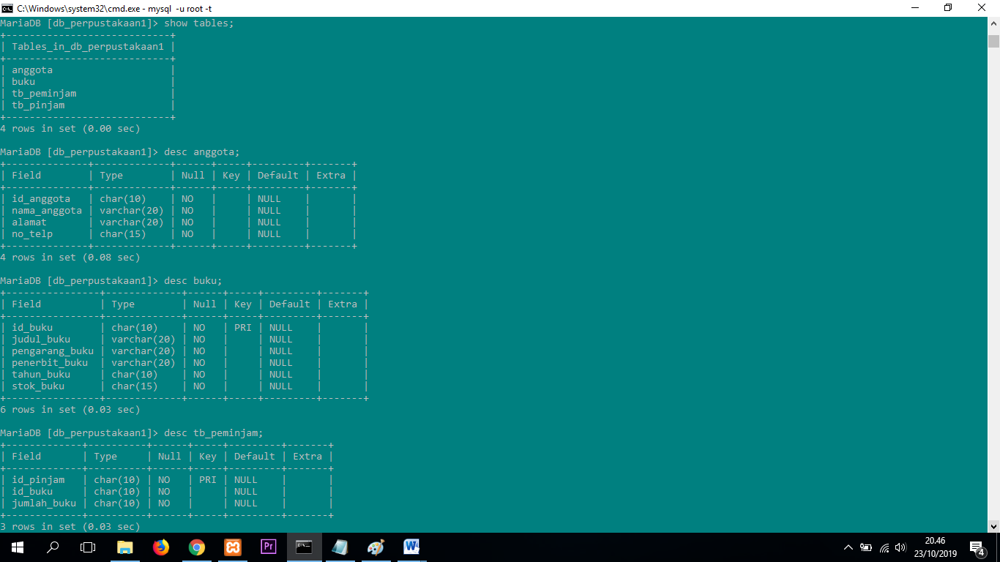 C:\Windows\system32\cmd.exe - mysql  -u root -t
MariaDB [db_perpustakaan1]> show tables;
+----------------------------+
| Tables_in_db_perpustakaan1 |
+----------------------------+
| anggota                    |
| buku                       |
| tb_peminjam                |
| tb_pinjam                  |
+----------------------------+
4 rows in set (0.00 sec)
MariaDB [db_perpustakaan1]> desc anggota;
+--------------+-------------+------+-----+---------+-------+
| Field        | Type        | Null | Key | Default | Extra |
+--------------+-------------+------+-----+---------+-------+
| id_anggota   | char(10)    | NO   |     | NULL    |       |
| nama_anggota | varchar(20) | NO   |     | NULL    |       |
| alamat       | varchar(20) | NO   |     | NULL    |       |
| no_telp      | char(15)    | NO   |     | NULL    |       |
+--------------+-------------+------+-----+---------+-------+
4 rows in set (0.08 sec)
MariaDB [db_perpustakaan1]> desc buku;
+----------------+-------------+------+-----+---------+-------+
| Field          | Type        | Null | Key | Default | Extra |
+----------------+-------------+------+-----+---------+-------+
| id_buku        | char(10)    | NO   | PRI | NULL    |       |
| judul_buku     | varchar(20) | NO   |     | NULL    |       |
| pengarang_buku | varchar(20) | NO   |     | NULL    |       |
| penerbit_buku  | varchar(20) | NO   |     | NULL    |       |
| tahun_buku     | char(10)    | NO   |     | NULL    |       |
| stok_buku      | char(15)    | NO   |     | NULL    |       |
+----------------+-------------+------+-----+---------+-------+
6 rows in set (0.03 sec)
MariaDB [db_perpustakaan1]> desc tb_peminjam;
+-------------+----------+------+-----+---------+-------+
| Field       | Type     | Null | Key | Default | Extra |
+-------------+----------+------+-----+---------+-------+
| id_pinjam   | char(10) | NO   | PRI | NULL    |       |
| id_buku     | char(10) | NO   |     | NULL    |       |
| jumlah_buku | char(10) | NO   |     | NULL    |       |
+-------------+----------+------+-----+---------+-------+
3 rows in set (0.03 sec)
Pr
W
20.46
23/10/2019
4